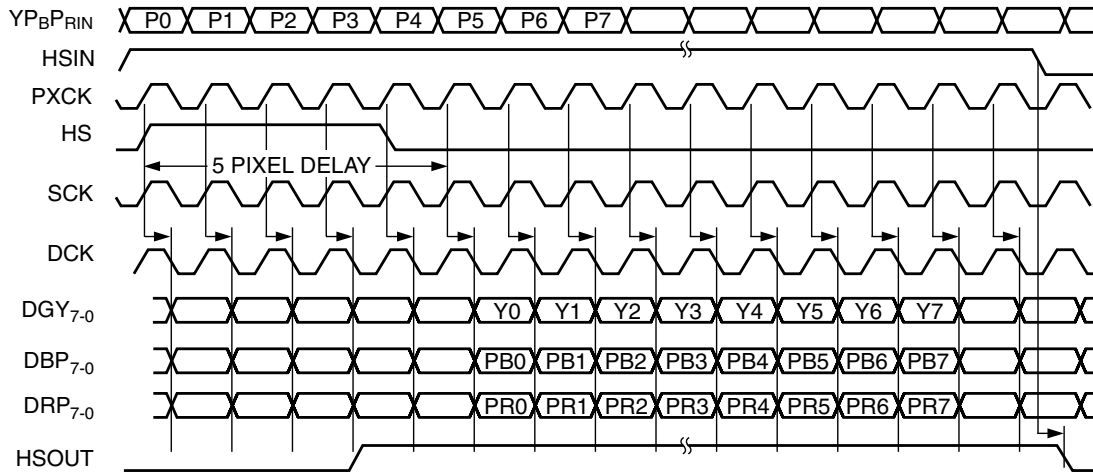 YPBPRIN P0 P1 P2 P3 P4 P5 P6 P7
HSIN
PXCK
HS
5 PIXEL DELAY
SCK
DCK
DGY7-0 Y0 Y1 Y2 Y3 Y4 Y5 Y6 Y7
DBP7-0 PB0 PB1 PB2 PB3 PB4 PB5 PB6 PB7
DRP7-0 PR0 PR1 PR2 PR3 PR4 PR5 PR6 PR7
HSOUT